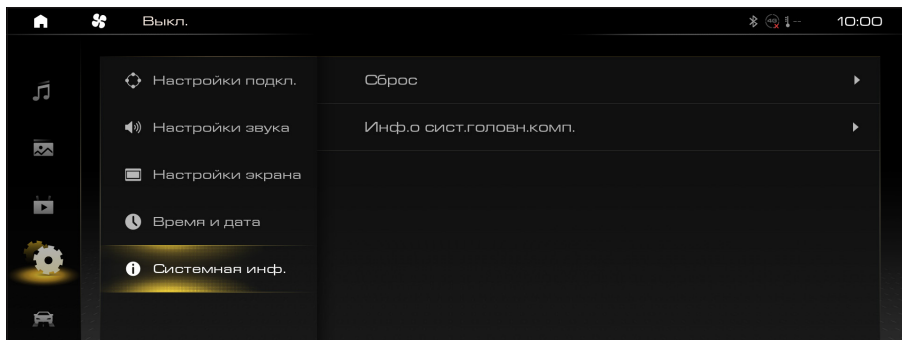 Выкл.
10:00
Настройки подкл.
Сброс
Настройки звука
Инф.о сист.головн.комп.
Настройки экрана
Время и дата
Системная инф.